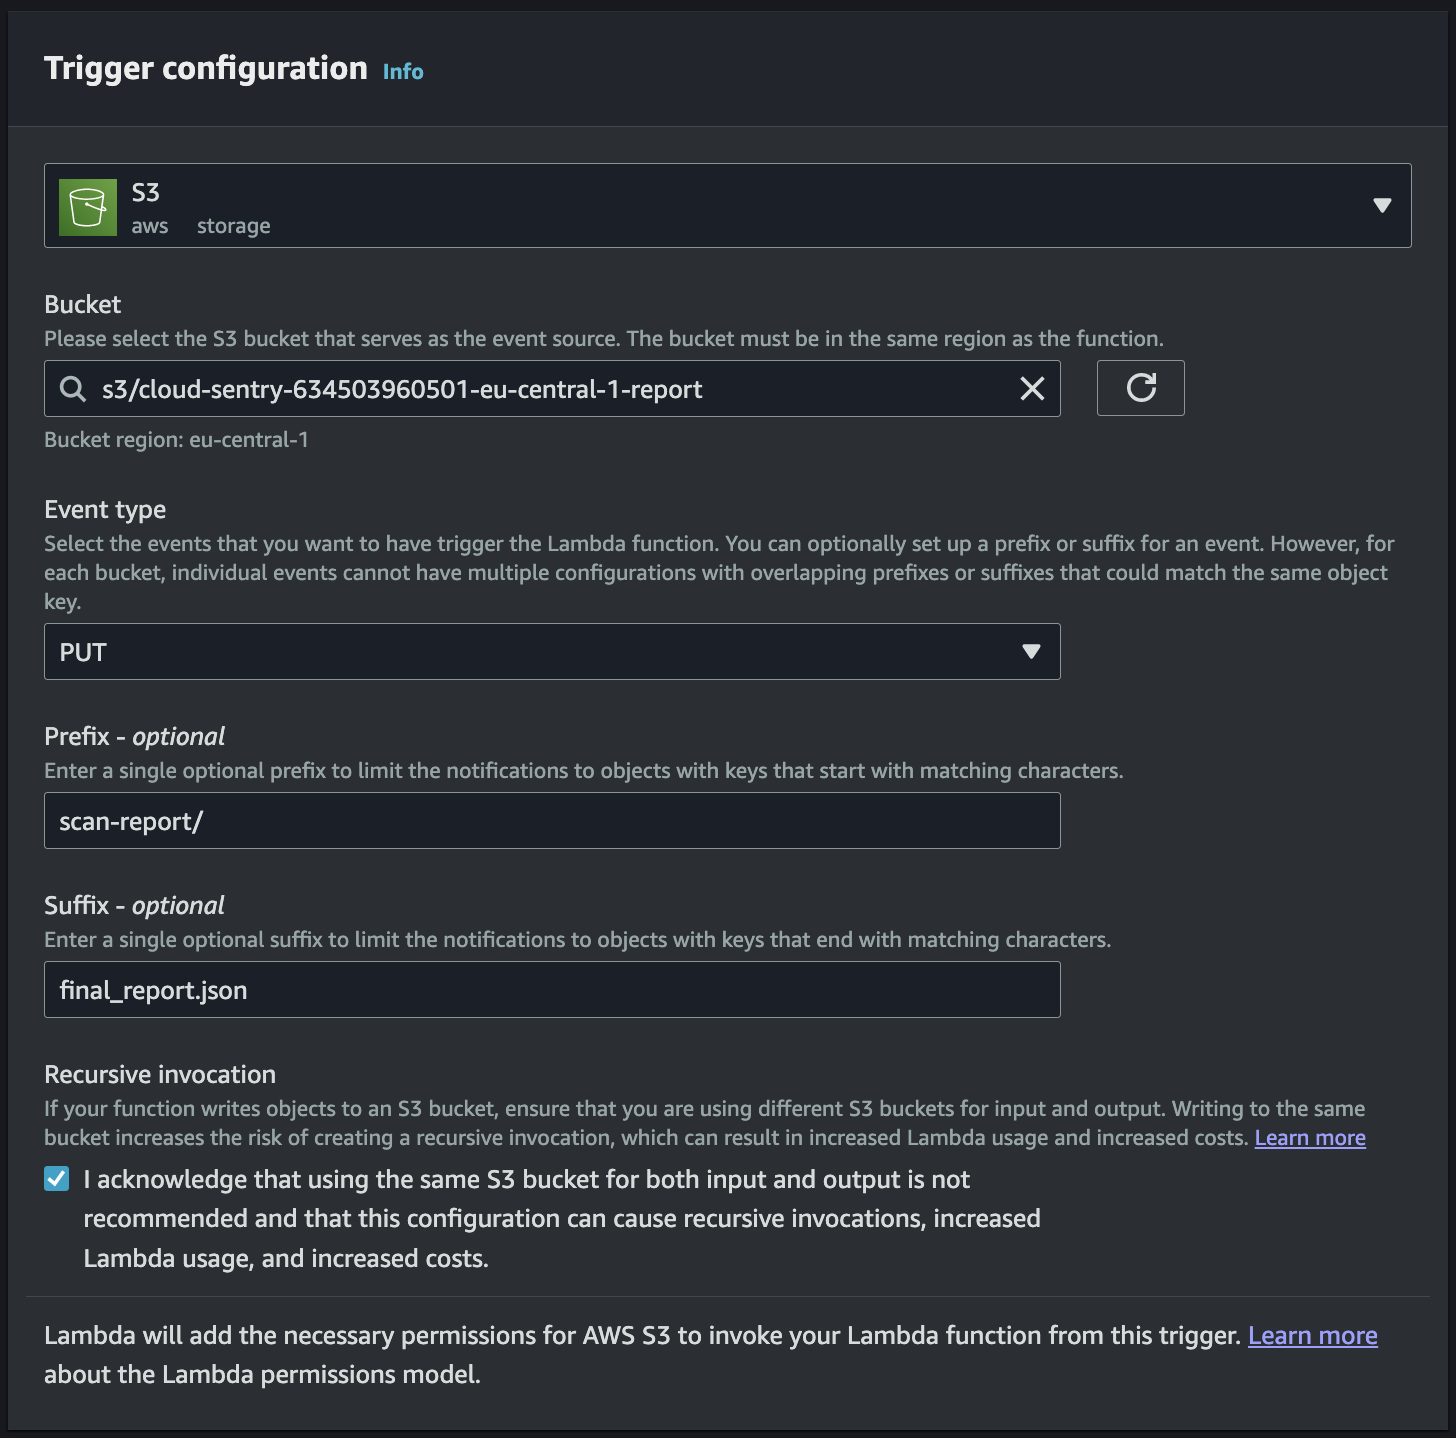 Trigger configuration Info
S3
aws storage
Bucket
Please select the S3 bucket that serves as the event source. The bucket must be in the same region as the function.
s3/cloud-sentry-634503960501-eu-central-1-report
Bucket region: eu-central-1
Event type
Select the events that you want to have trigger the Lambda function. You can optionally set up a prefix or suffix for an event. However, for
each bucket, individual events cannot have multiple configurations with overlapping prefixes or suffixes that could match the same object
key.
PUT
Prefix - optional
Enter a single optional prefix to limit the notifications to objects with keys that start with matching characters.
scan-report/
Suffix - optional
Enter a single optional suffix to limit the notifications to objects with keys that end with matching characters.
final_report.json
Recursive invocation
If your function writes objects to an S3 bucket, ensure that you are using different S3 buckets for input and output. Writing to the same
bucket increases the risk of creating a recursive invocation, which can result in increased Lambda usage and increased costs. Learn more
I acknowledge that using the same S3 bucket for both input and output is not
recommended and that this configuration can cause recursive invocations, increased
Lambda usage, and increased costs.
Lambda will add the necessary permissions for AWS S3 to invoke your Lambda function from this trigger. Learn more
about the Lambda permissions model.